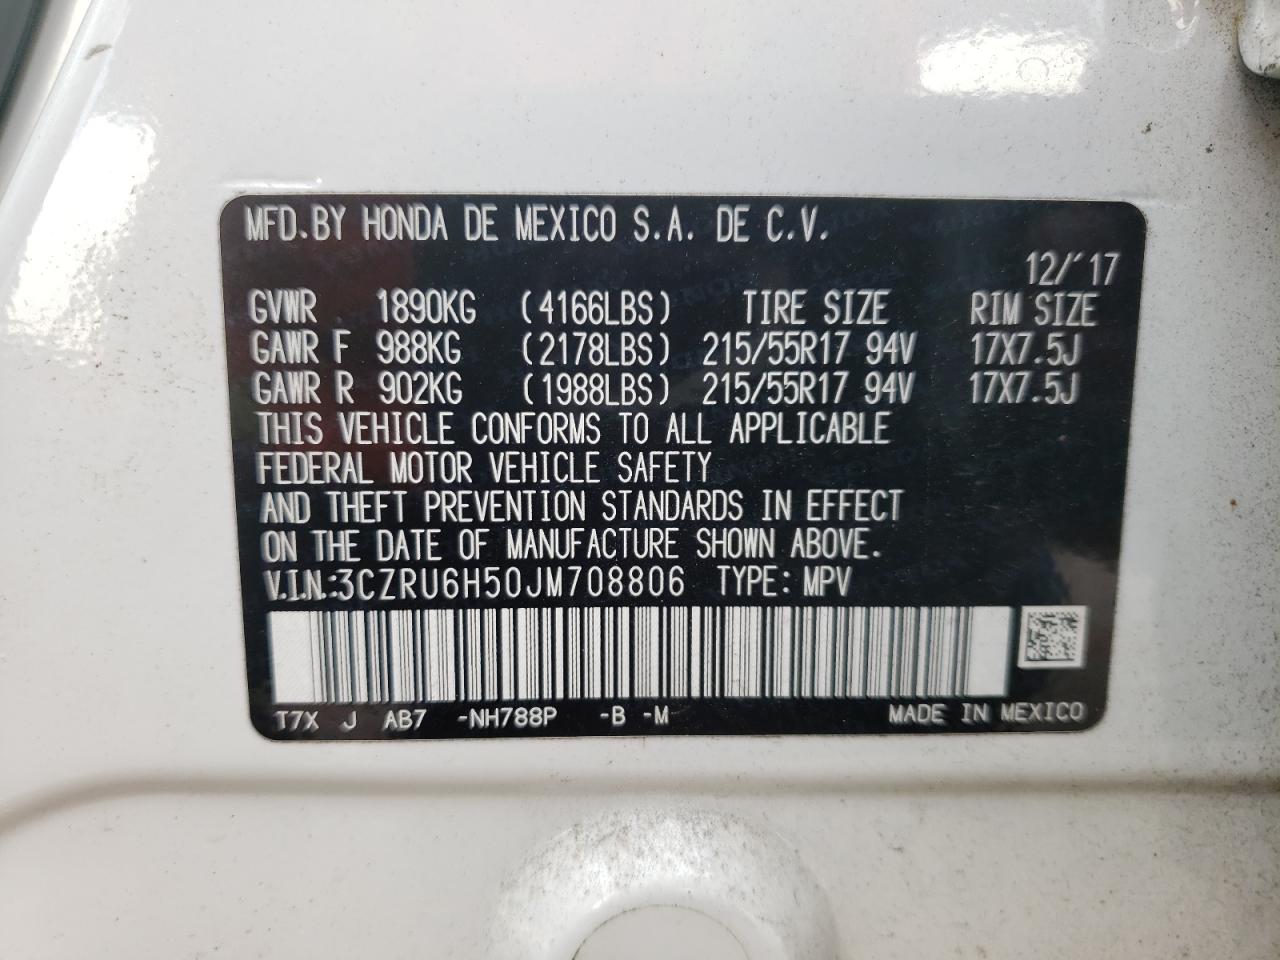 MFD.BY HONDA DE MEXICO S.A. DE C.V.
12/'17
GVWR 1890KG (4166LBS) TIRE SIZE RIM SIZE
GAWR F 988KG (2178LBS) 215/55R17 94V 17X7.5J
GAWR R 902KG (1988LBS) 215/55R17 94V 17X7.5J
THIS VEHICLE CONFORMS TO ALL APPLICABLE
FEDERAL MOTOR VEHICLE SAFETY
AND THEFT PREVENTION STANDARDS IN EFFECT
ON THE DATE OF MANUFACTURE SHOWN ABOVE.
V.I.N.:3CZRU6H50JM708806 TYPE: MPV
T7X J AB7 -NH788P -B -M MADE IN MEXICO